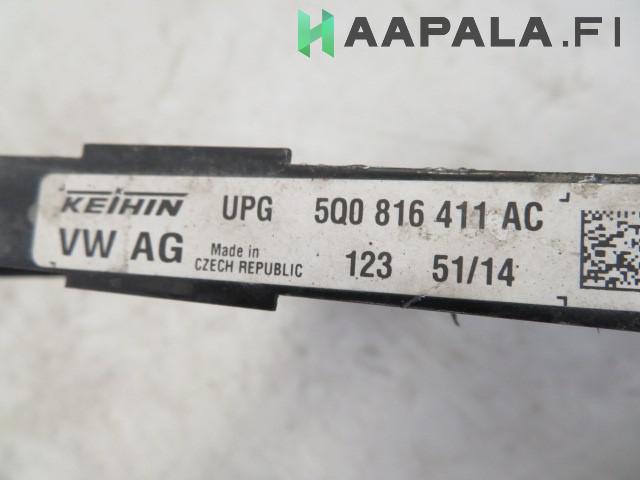 HAAPALA.FI
KEIHIN UPG 5Q0 816 411 AC
VW AG Made in CZECH REPUBLIC 123 51/14